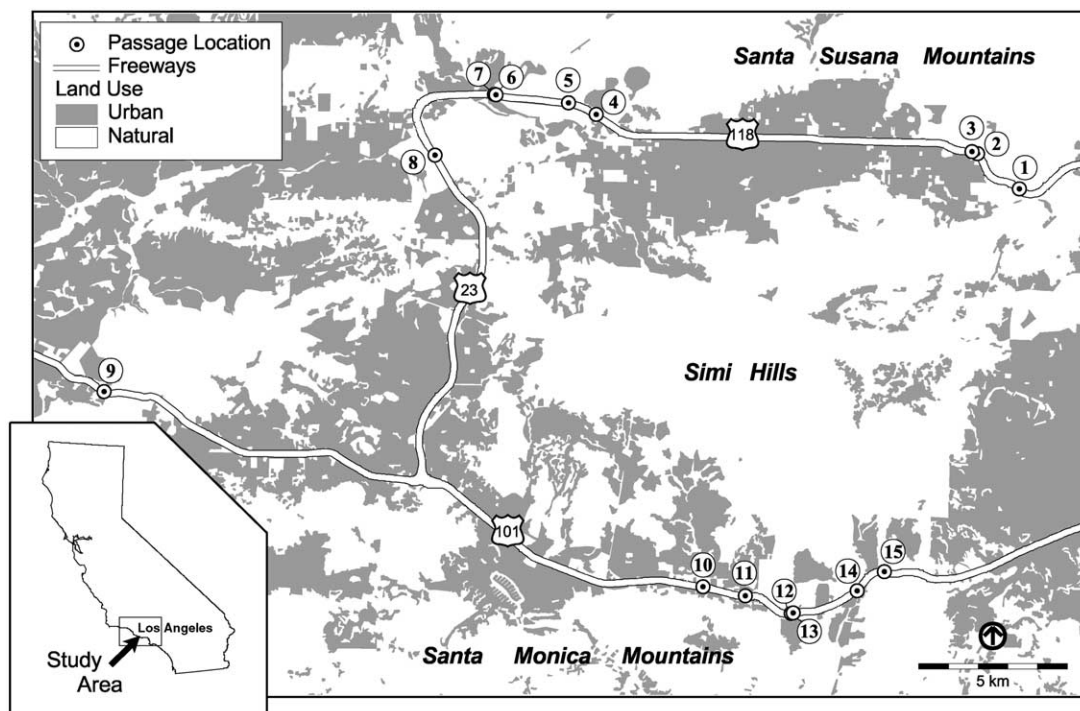 Passage Location
Freeways
Land Use
Urban
Natural
Santa Susana Mountains
7
6
5
4
118
3
2
1
8
23
Simi Hills
9
101
10
11
12
13
14
15
Santa Monica Mountains
Los Angeles
Study
Area
5 km